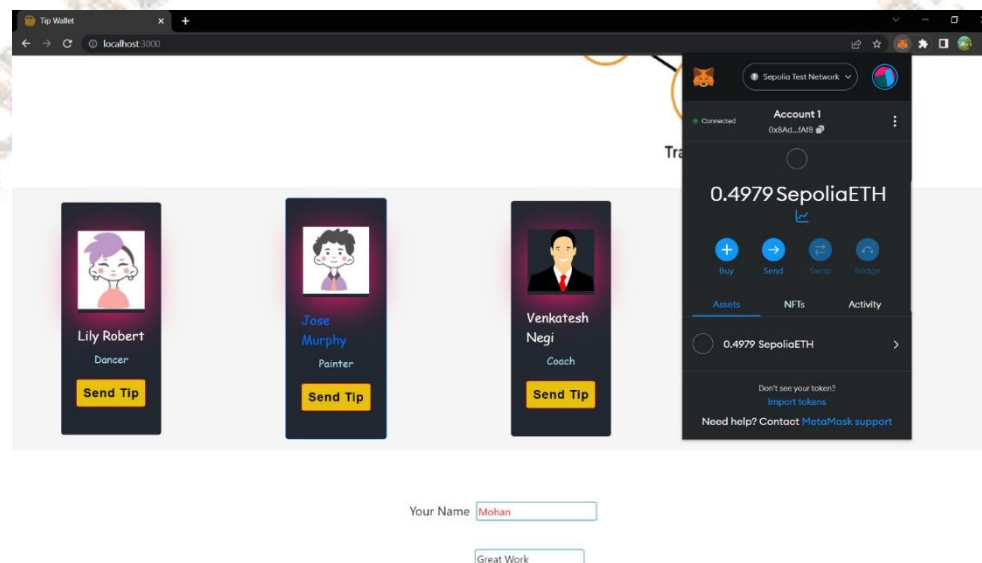 Tip Wallet
localhost:3000
Sepolia Test Network
Connected
Account 1
0x8Ad...fAf8
Tra
0.4979 SepoliaETH
Buy
Send
Swap
Bridge
Assets
NFTs
Activity
0.4979 SepoliaETH
Don't see your token?
Import tokens
Need help? Contact MetaMask support
Lily Robert
Dancer
Send Tip
Jose
Murphy
Painter
Send Tip
Venkatesh
Negi
Coach
Send Tip
Your Name Mohan
Great Work